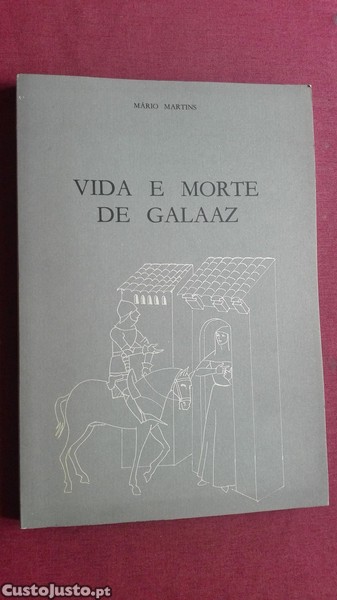 MÁRIO MARTINS
VIDA E MORTE
DE GALAAZ
CustoJusto.pt